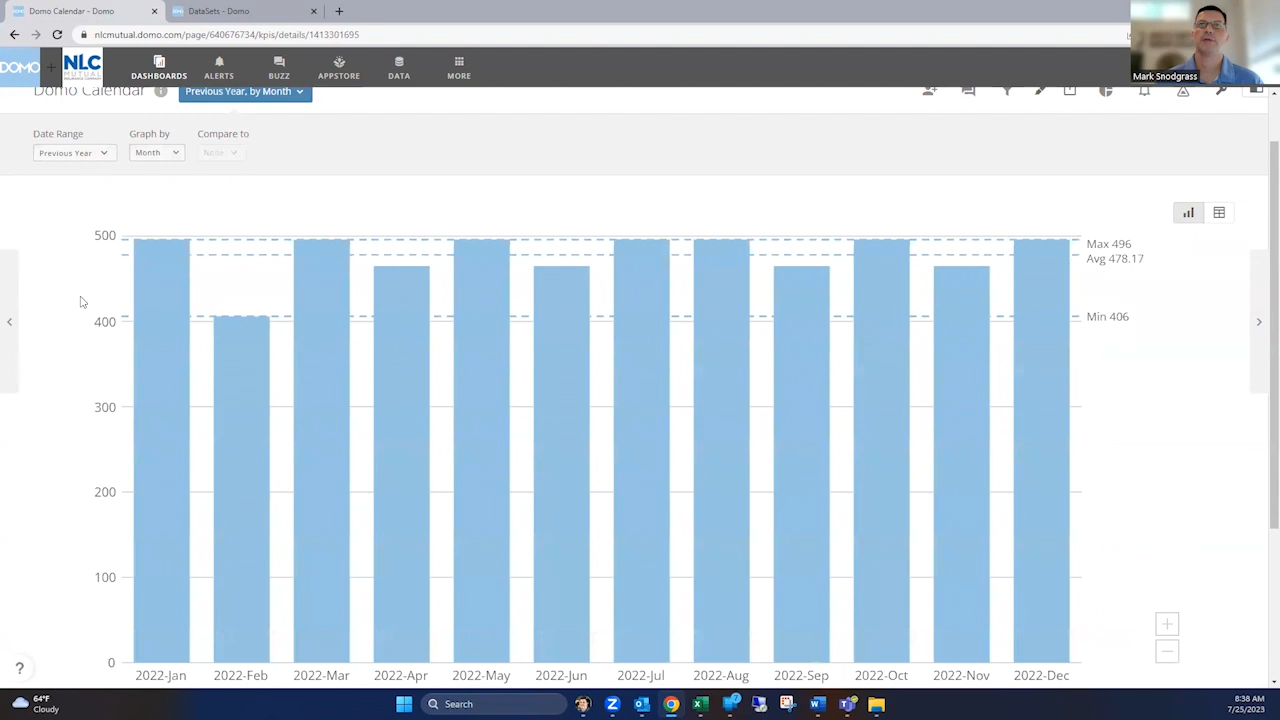 Domo Calendar - Domo
DataSets - Domo
nlcmutual.domo.com/page/640676734/kpis/details/1413301695
Mark Snodgrass
DOMO
NLC
MUTUAL
DASHBOARDS
ALERTS
BUZZ
APPSTORE
DATA
MORE
Domo Calendar
Previous Year, by Month
Date Range
Graph by
Compare to
Previous Year
Month
None
500
400
300
200
100
0
Max 496
Avg 478.17
Min 406
2022-Jan
2022-Feb
2022-Mar
2022-Apr
2022-May
2022-Jun
2022-Jul
2022-Aug
2022-Sep
2022-Oct
2022-Nov
2022-Dec
64°F
Cloudy
Search
7
8:38 AM
7/25/2023